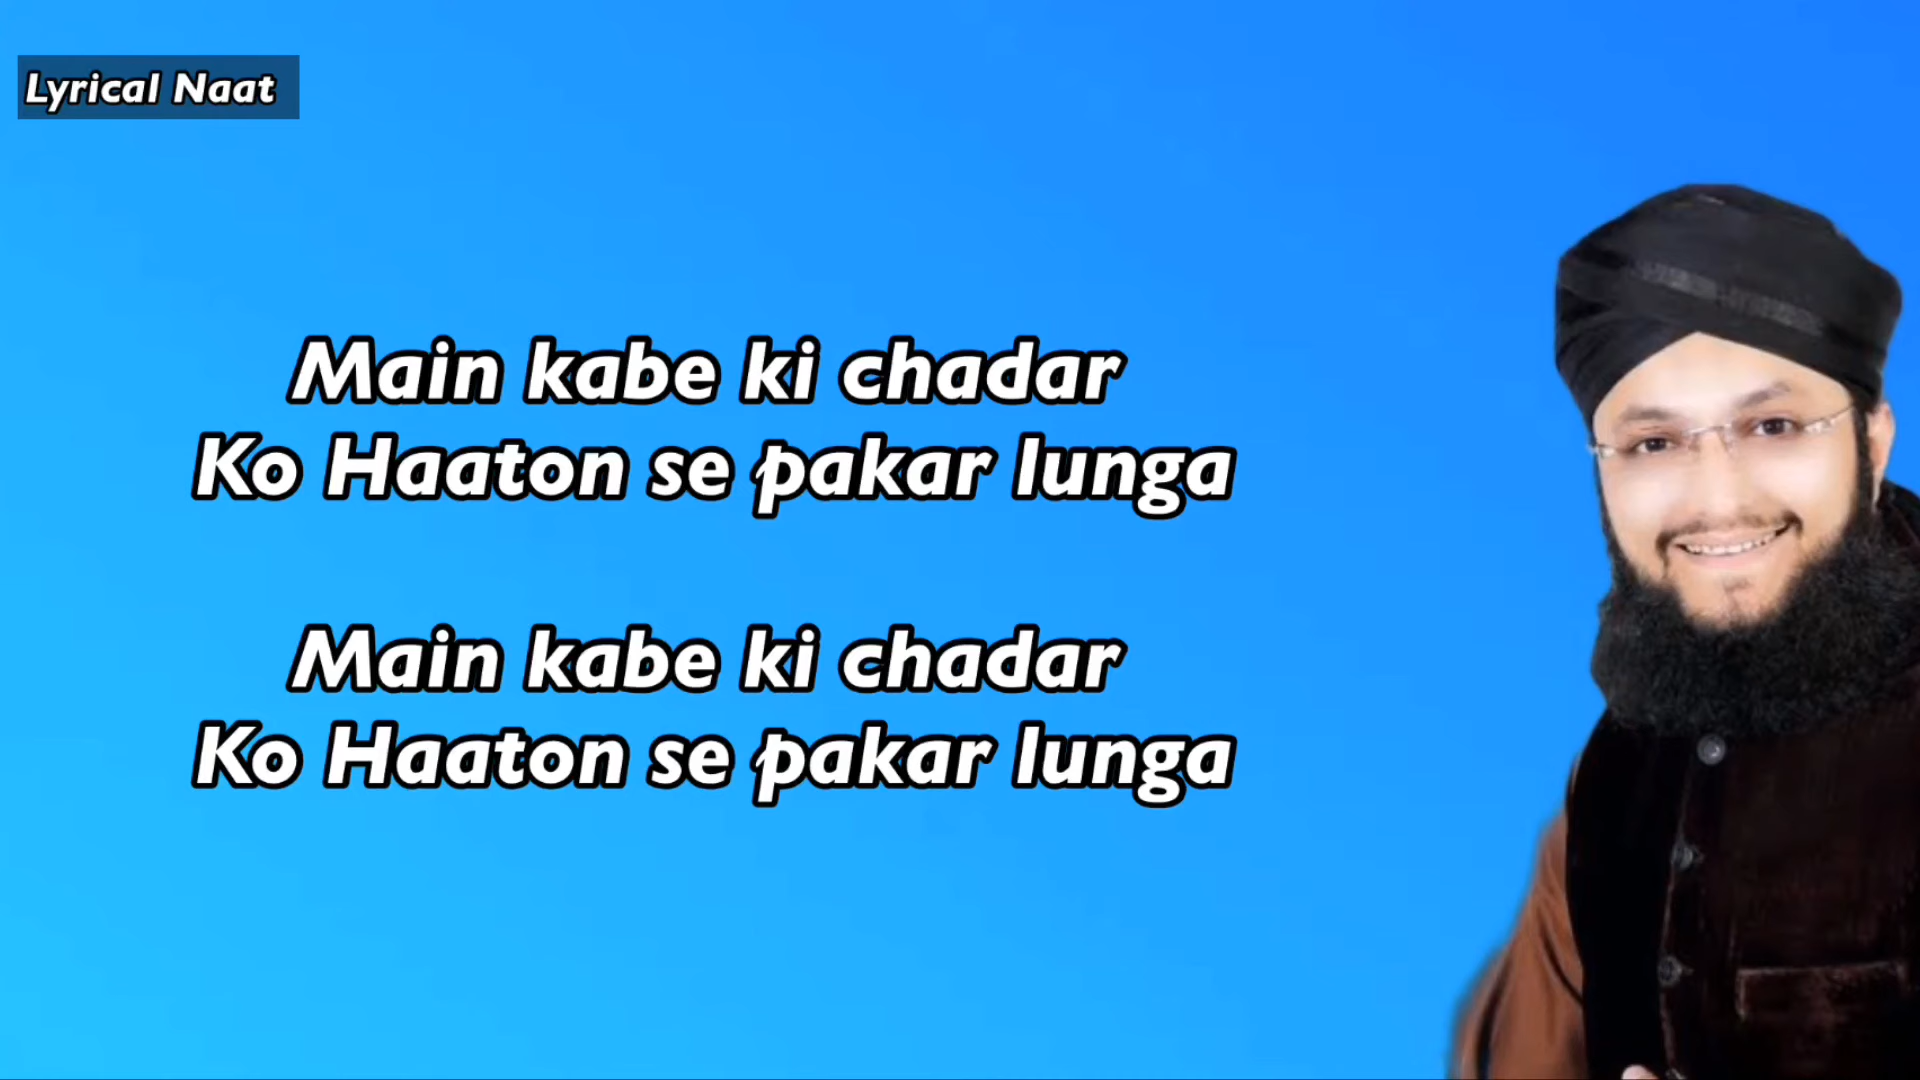 Lyrical Naat
Main kabe ki chadar
Ko Haaton se pakar lunga
Main kabe ki chadar
Ko Haaton se pakar lunga